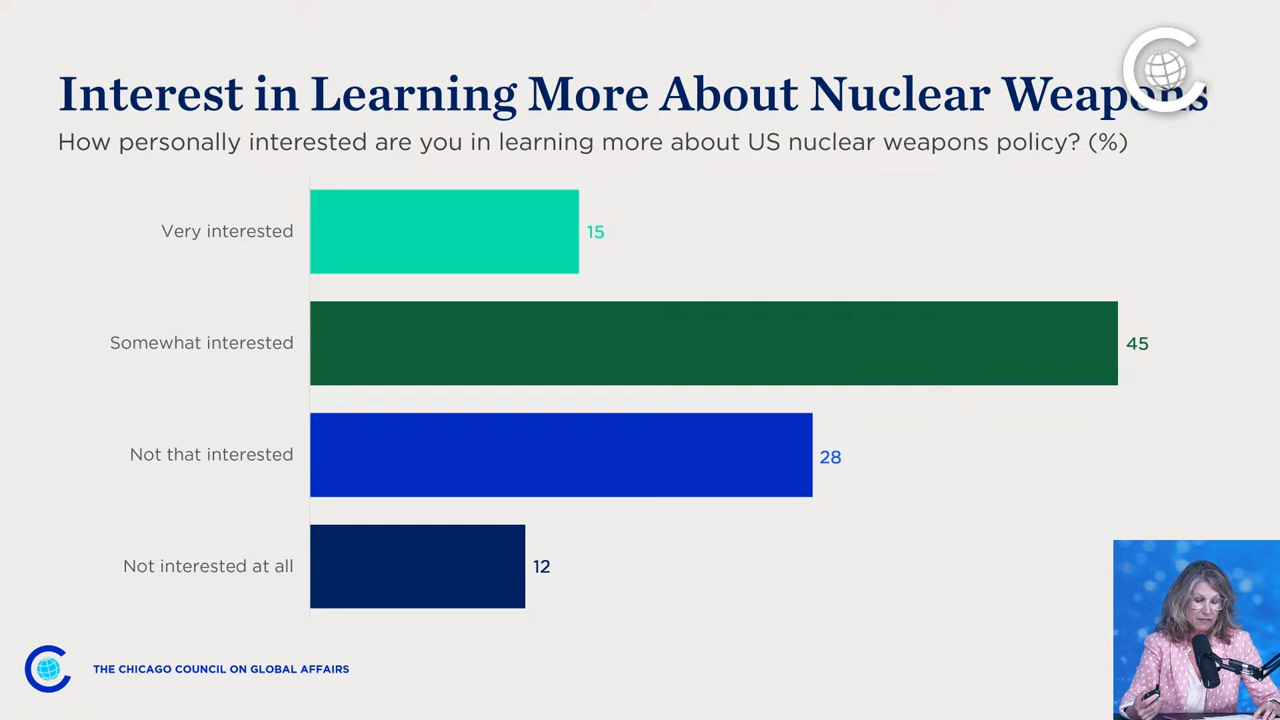 Interest in Learning More About Nuclear Weapons
How personally interested are you in learning more about US nuclear weapons policy? (%)
Very interested 15
Somewhat interested 45
Not that interested 28
Not interested at all 12
THE CHICAGO COUNCIL ON GLOBAL AFFAIRS